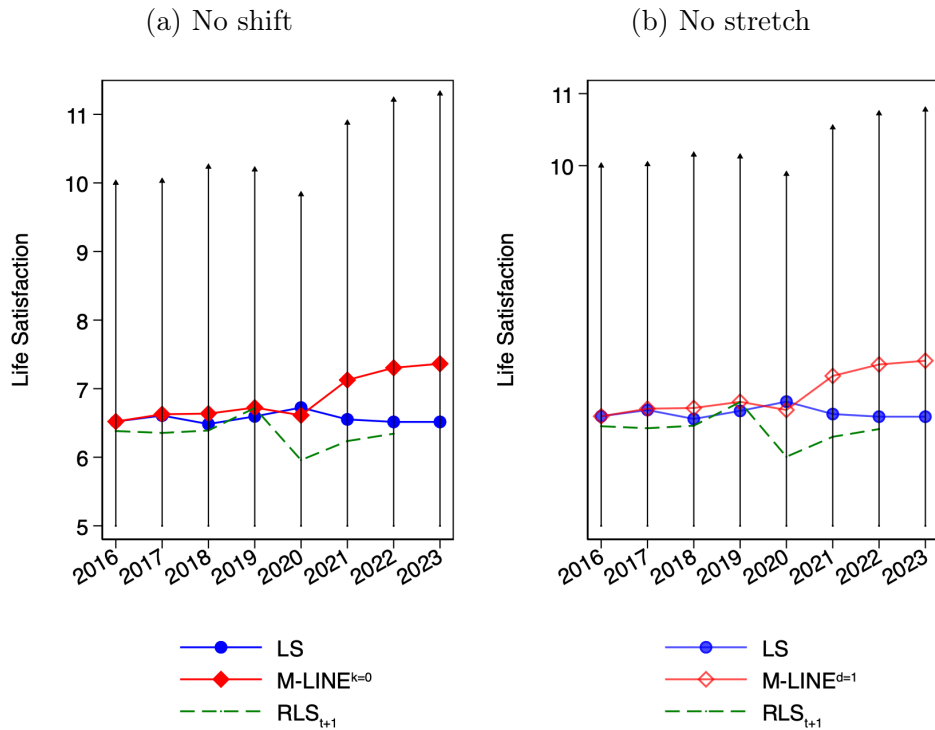 (a) No shift
(b) No stretch
Life Satisfaction
11
10
9
8
7
6
5
2016 2017 2018 2019 2020 2021 2022 2023
LS
M-LINE^{k=0}
RLS_{t+1}
Life Satisfaction
11
10
2016 2017 2018 2019 2020 2021 2022 2023
LS
M-LINE^{d=1}
RLS_{t+1}